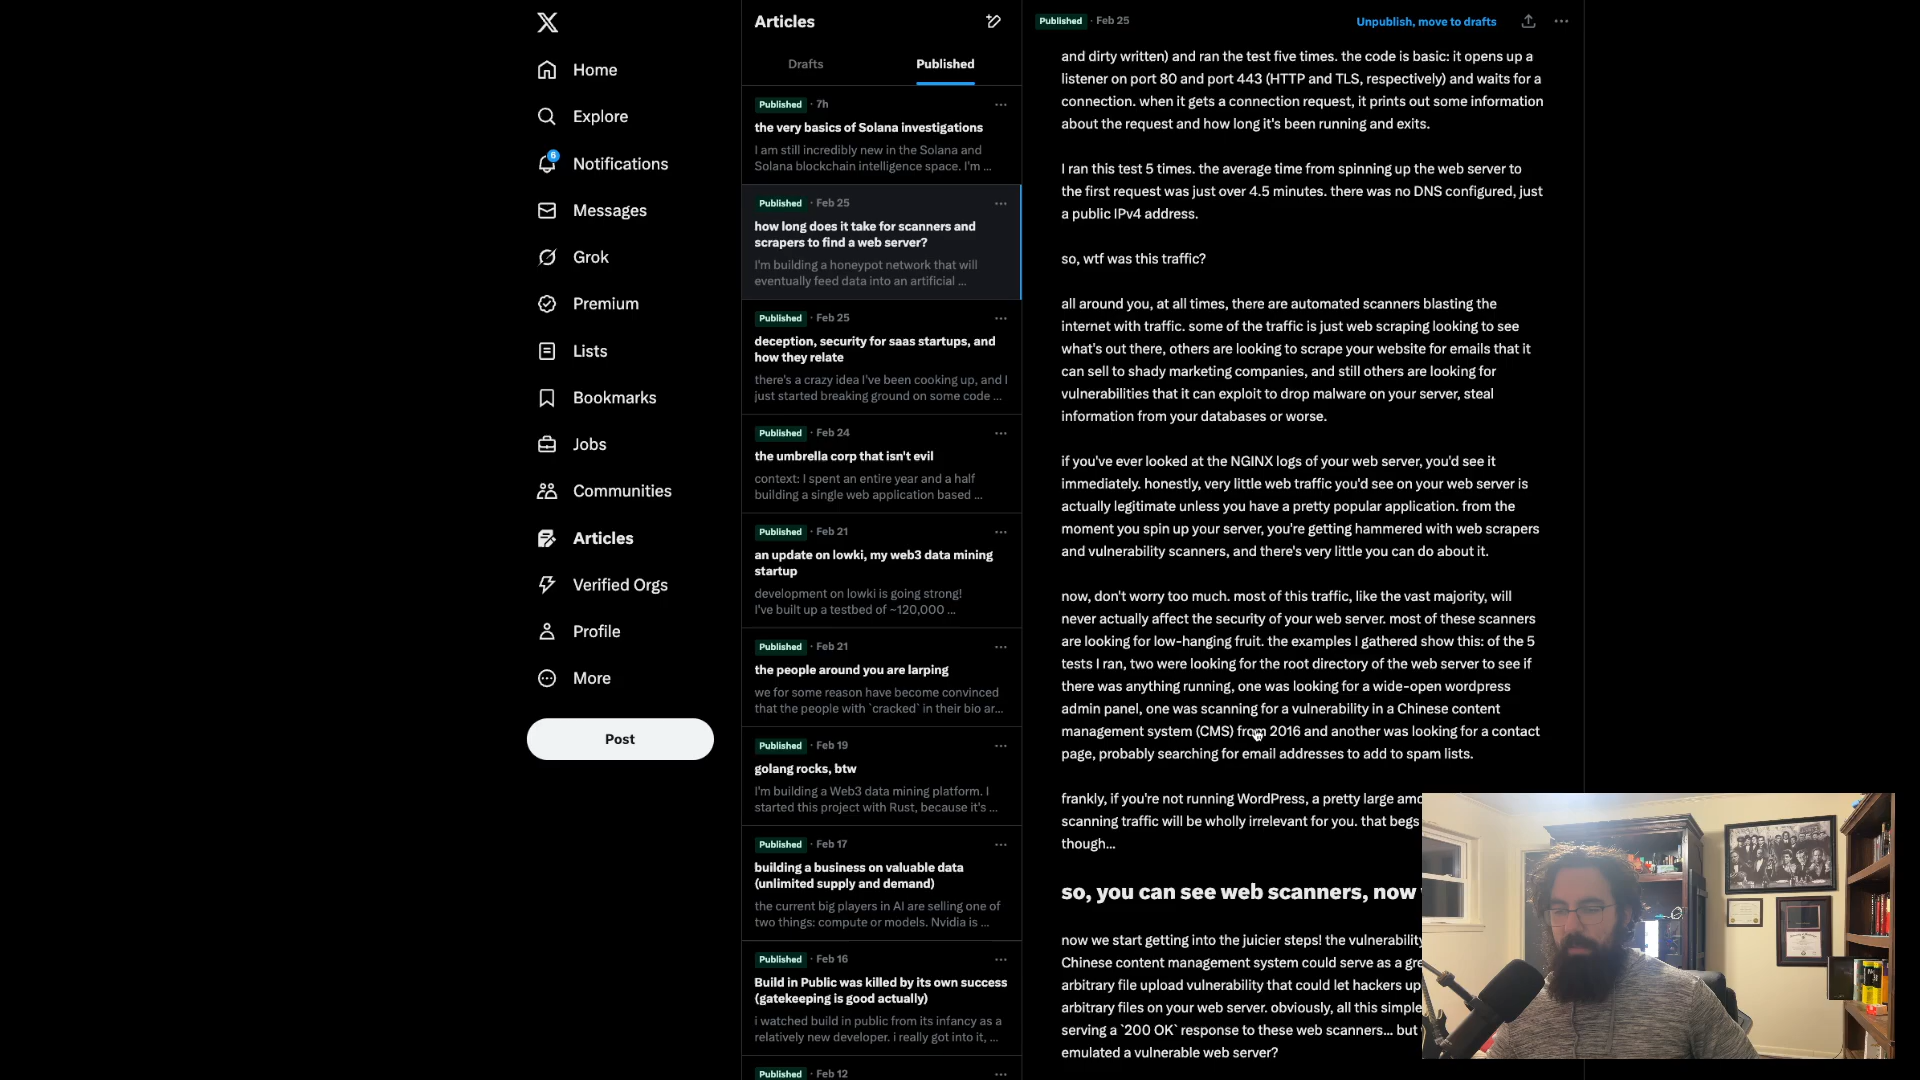 Home
Explore
6
Notifications
Messages
Grok
Premium
Lists
Bookmarks
Jobs
Communities
Articles
Verified Orgs
Profile
More
Post
Articles
Drafts
Published
Published · 7h
the very basics of Solana investigations
I am still incredibly new in the Solana and
Solana blockchain intelligence space. I'm ...
Published · Feb 25
how long does it take for scanners and
scrapers to find a web server?
I'm building a honeypot network that will
eventually feed data into an artificial ...
Published · Feb 25
deception, security for saas startups, and
how they relate
there's a crazy idea I've been cooking up, and I
just started breaking ground on some code ...
Published · Feb 24
the umbrella corp that isn't evil
context: I spent an entire year and a half
building a single web application based ...
Published · Feb 21
an update on lowki, my web3 data mining
startup
development on lowki is going strong!
I've built up a testbed of ~120,000 ...
Published · Feb 21
the people around you are larping
we for some reason have become convinced
that the people with `cracked` in their bio ar...
Published · Feb 19
golang rocks, btw
I'm building a Web3 data mining platform. I
started this project with Rust, because it's ...
Published · Feb 17
building a business on valuable data
(unlimited supply and demand)
the current big players in AI are selling one of
two things: compute or models. Nvidia is ...
Published · Feb 16
Build in Public was killed by its own success
(gatekeeping is good actually)
i watched build in public from its infancy as a
relatively new developer. i really got into it, ...
Published · Feb 12
Published · Feb 25
Unpublish, move to drafts
and dirty written) and ran the test five times. the code is basic: it opens up a
listener on port 80 and port 443 (HTTP and TLS, respectively) and waits for a
connection. when it gets a connection request, it prints out some information
about the request and how long it's been running and exits.
I ran this test 5 times. the average time from spinning up the web server to
the first request was just over 4.5 minutes. there was no DNS configured, just
a public IPv4 address.
so, wtf was this traffic?
all around you, at all times, there are automated scanners blasting the
internet with traffic. some of the traffic is just web scraping looking to see
what's out there, others are looking to scrape your website for emails that it
can sell to shady marketing companies, and still others are looking for
vulnerabilities that it can exploit to drop malware on your server, steal
information from your databases or worse.
if you've ever looked at the NGINX logs of your web server, you'd see it
immediately. honestly, very little web traffic you'd see on your web server is
actually legitimate unless you have a pretty popular application. from the
moment you spin up your server, you're getting hammered with web scrapers
and vulnerability scanners, and there's very little you can do about it.
now, don't worry too much. most of this traffic, like the vast majority, will
never actually affect the security of your web server. most of these scanners
are looking for low-hanging fruit. the examples I gathered show this: of the 5
tests I ran, two were looking for the root directory of the web server to see if
there was anything running, one was looking for a wide-open wordpress
admin panel, one was scanning for a vulnerability in a Chinese content
management system (CMS) from 2016 and another was looking for a contact
page, probably searching for email addresses to add to spam lists.
frankly, if you're not running WordPress, a pretty large
scanning traffic will be wholly irrelevant for you. that begs
though...
so, you can see web scanners, now
now we start getting into the juicier steps! the vulnerability
Chinese content management system could serve as a
arbitrary file upload vulnerability that could let hackers
arbitrary files on your web server. obviously, all this
serving a `200 OK` response to these web scanners... but
emulated a vulnerable web server?